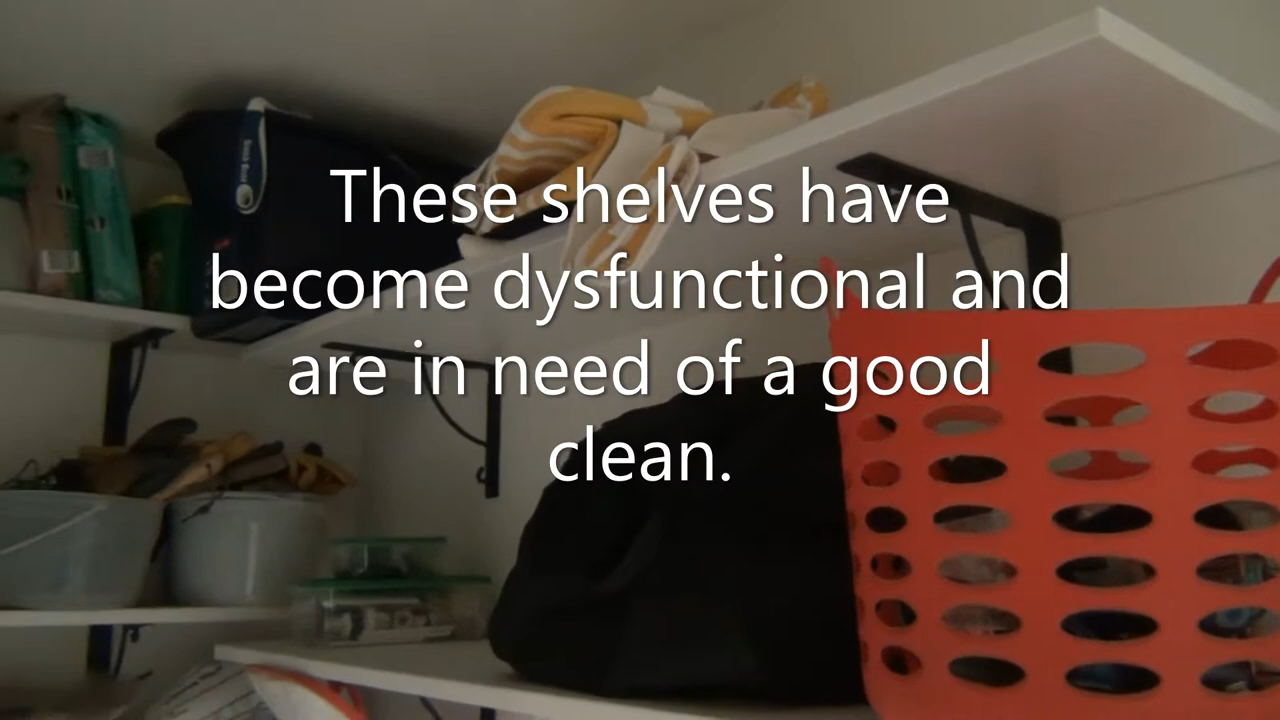 These shelves have
become dysfunctional and
are in need of a good
clean.